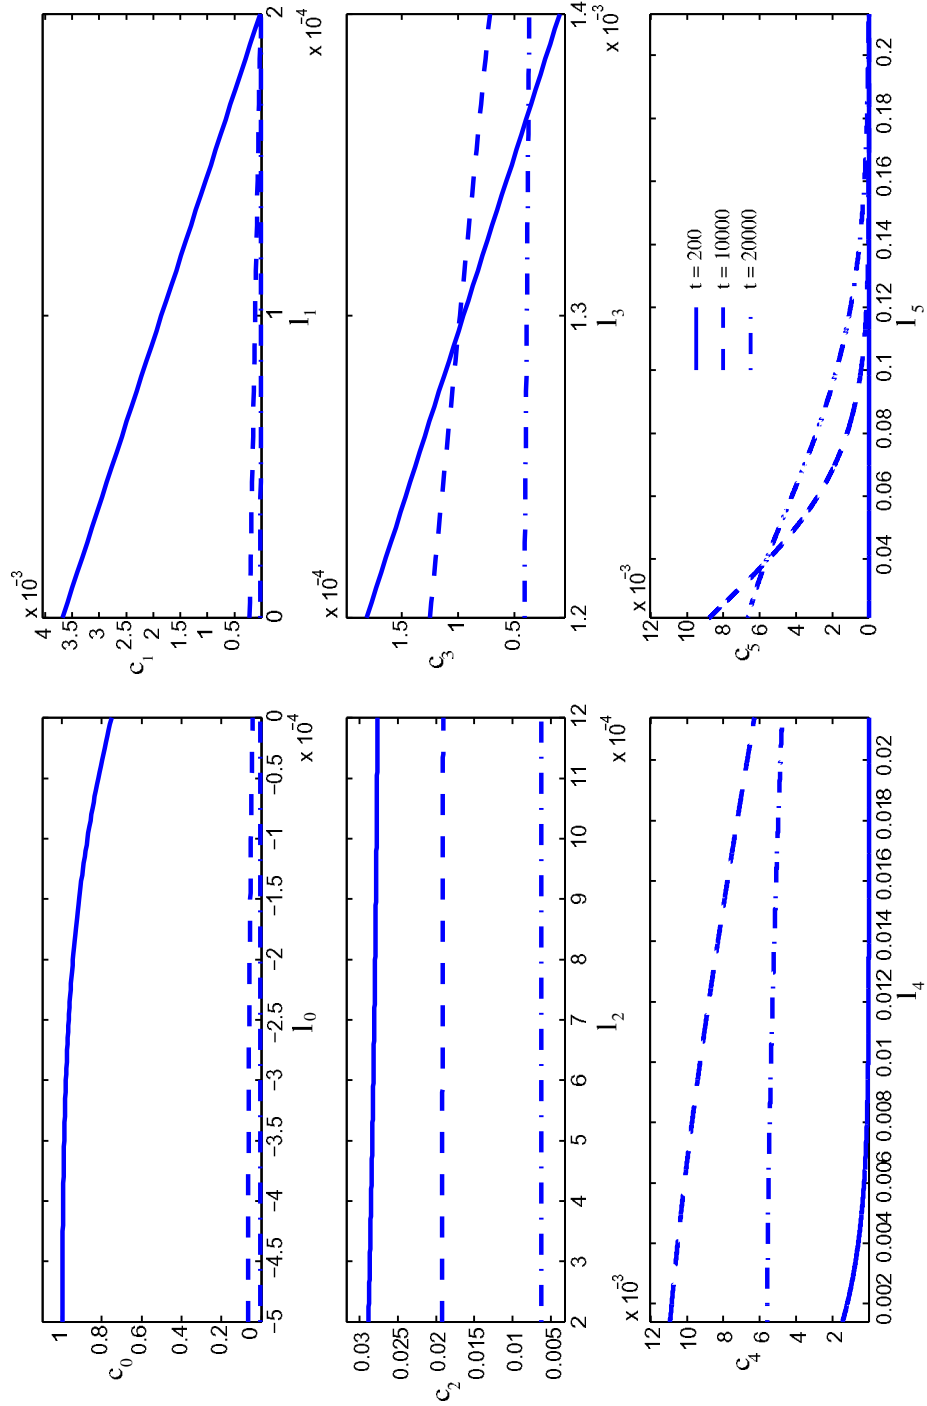 c0
1
0.8
0.6
0.4
0.2
0
−5 −4.5 −4 −3.5 −3 −2.5 −2 −1.5 −1 −0.5 0
l0
x 10−4
x 10−3
c1
4
3.5
3
2.5
2
1.5
1
0.5
0 1 2
l1
x 10−4
c2
0.03
0.025
0.02
0.015
0.01
0.005
2 3 4 5 6 7 8 9 10 11 12
l2
x 10−4
x 10−4
c3
1.5
1
0.5
1.2 1.3 1.4
l3
x 10−3
x 10−3
c4
12
10
8
6
4
2
0.002 0.004 0.006 0.008 0.01 0.012 0.014 0.016 0.018 0.02
l4
x 10−3
c5
12
10
8
6
4
2
0
t = 200
t = 10000
t = 20000
0.04 0.06 0.08 0.1 0.12 0.14 0.16 0.18 0.2
l5